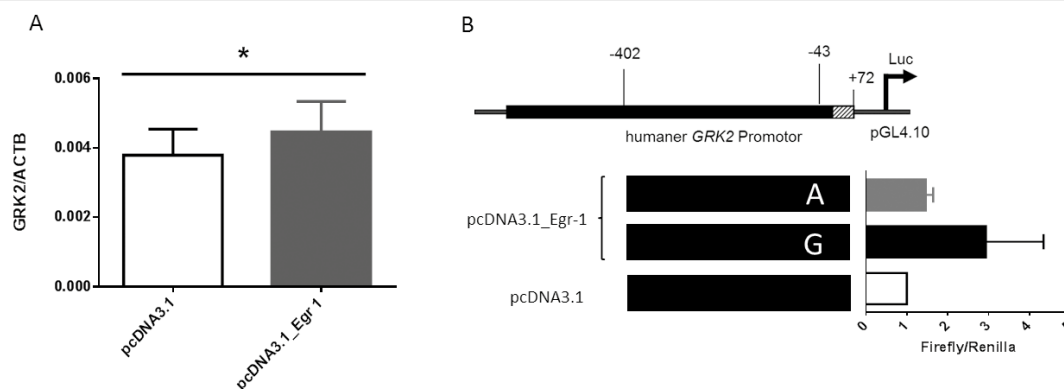 A
*
0.006
0.004
0.002
0.000
GRK2/ACTB
pcDNA3.1
pcDNA3.1_Egr 1
B
-402
-43
+72
Luc
humaner GRK2 Promotor
pGL4.10
pcDNA3.1_Egr-1
A
G
pcDNA3.1
0 1 2 3 4
Firefly/Renilla